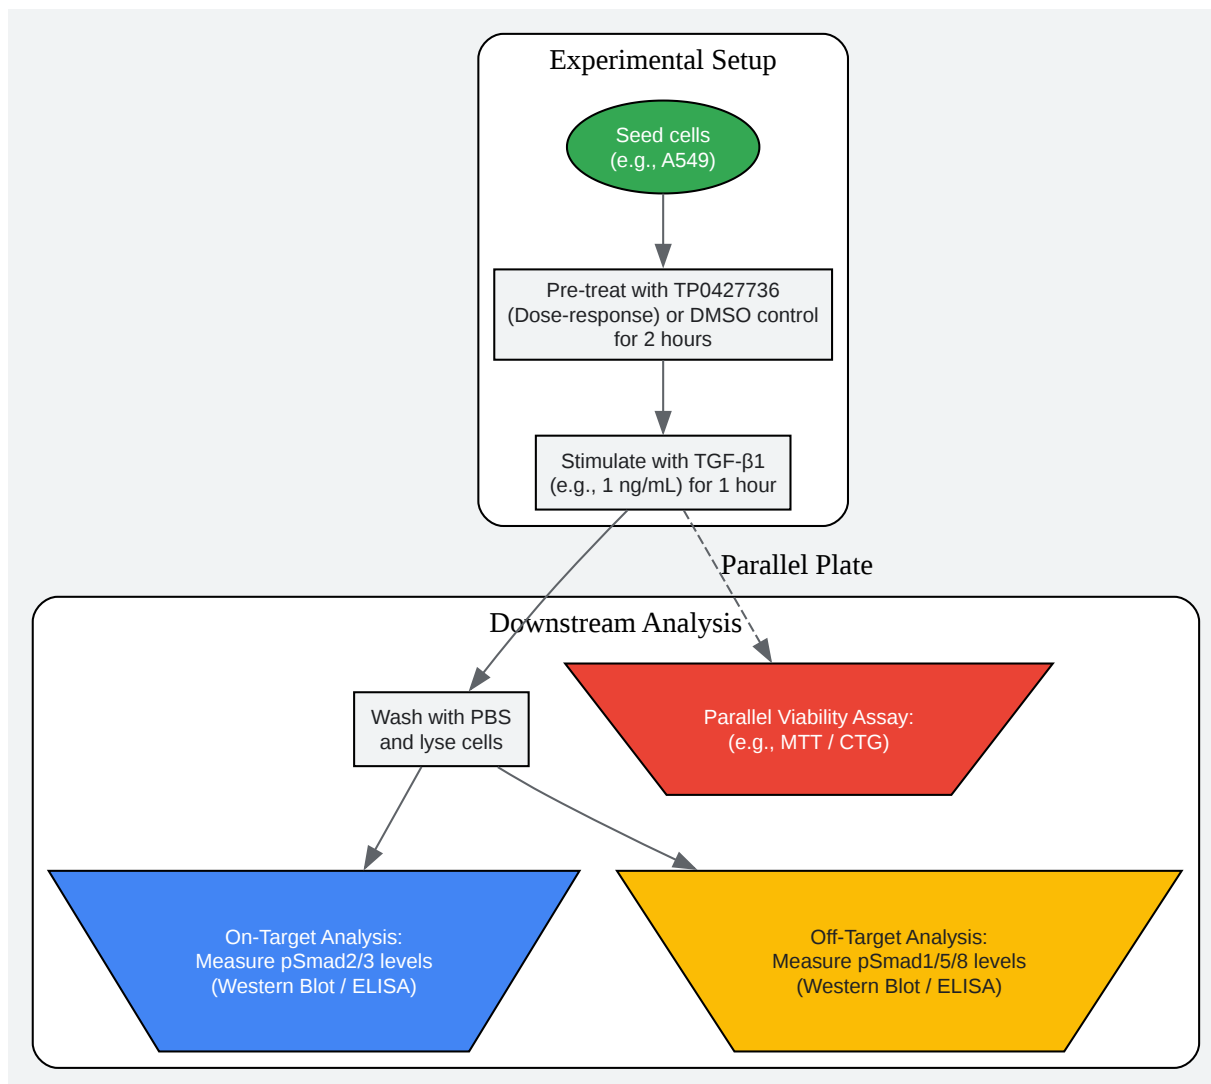 Experimental Setup
Seed cells
(e.g., A549)
Pre-treat with TP0427736
(Dose-response) or DMSO control
for 2 hours
Stimulate with TGF-β1
(e.g., 1 ng/mL) for 1 hour
Parallel Plate
Downstream Analysis
Wash with PBS
and lyse cells
Parallel Viability Assay:
(e.g., MTT / CTG)
On-Target Analysis:
Measure pSmad2/3 levels
(Western Blot / ELISA)
Off-Target Analysis:
Measure pSmad1/5/8 levels
(Western Blot / ELISA)